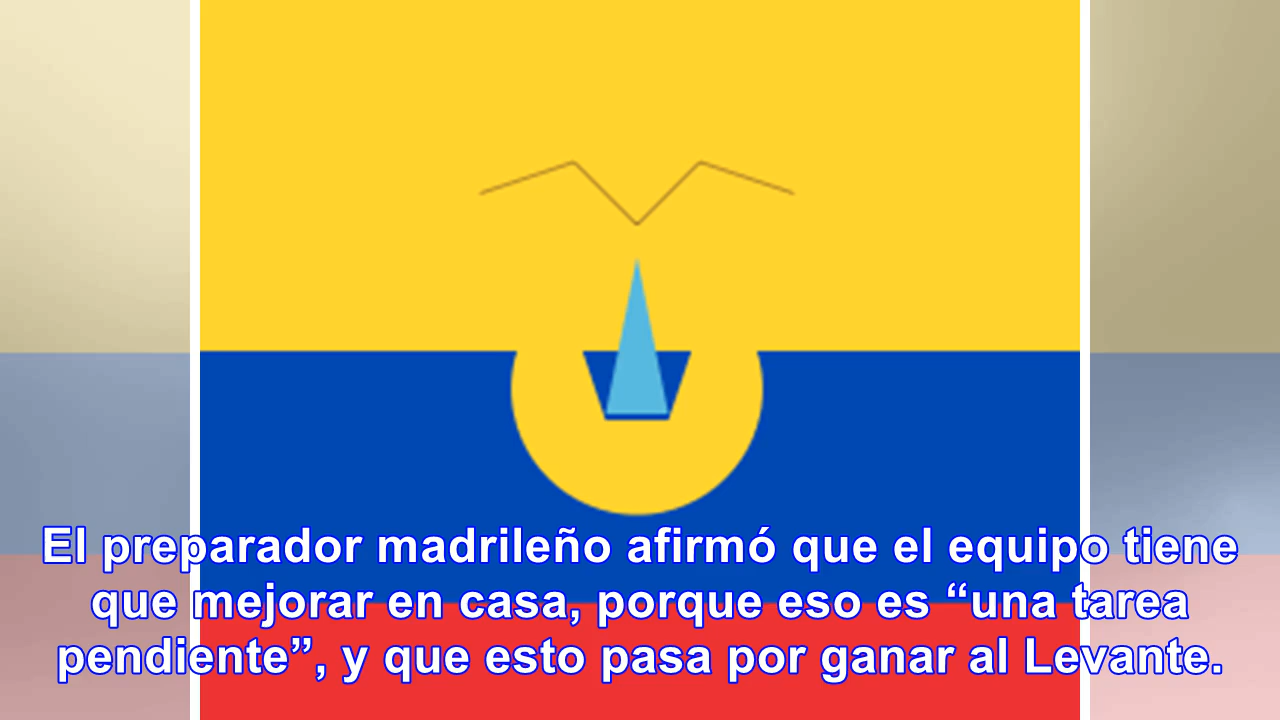 El preparador madrileño afirmó que el equipo tiene
que mejorar en casa, porque eso es “una tarea
pendiente”, y que esto pasa por ganar al Levante.